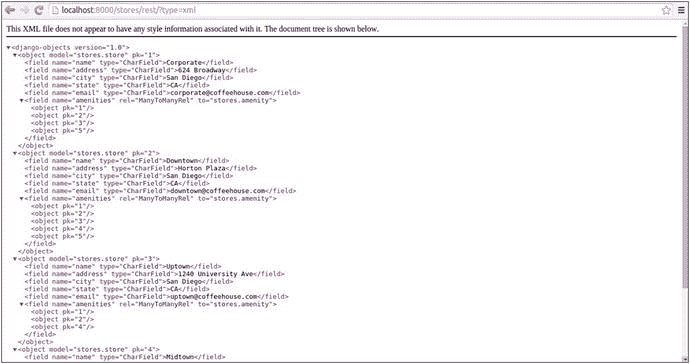 localhost:8000/stores/rest/?type=xml
This XML file does not appear to have any style information associated with it. The document tree is shown below.
▼<django-objects version="1.0">
▼<object model="stores.store" pk="1">
<field name="name" type="CharField">Corporate</field>
<field name="address" type="CharField">624 Broadway</field>
<field name="city" type="CharField">San Diego</field>
<field name="state" type="CharField">CA</field>
<field name="email" type="CharField">corporate@coffeehouse.com</field>
▼<field name="amenities" rel="ManyToManyRel" to="stores.amenity">
<object pk="1"/>
<object pk="2"/>
<object pk="3"/>
<object pk="5"/>
</field>
</object>
▼<object model="stores.store" pk="2">
<field name="name" type="CharField">Downtown</field>
<field name="address" type="CharField">Horton Plaza</field>
<field name="city" type="CharField">San Diego</field>
<field name="state" type="CharField">CA</field>
<field name="email" type="CharField">downtown@coffeehouse.com</field>
▼<field name="amenities" rel="ManyToManyRel" to="stores.amenity">
<object pk="1"/>
<object pk="2"/>
<object pk="3"/>
<object pk="4"/>
<object pk="5"/>
</field>
</object>
▼<object model="stores.store" pk="3">
<field name="name" type="CharField">Uptown</field>
<field name="address" type="CharField">1240 University Ave</field>
<field name="city" type="CharField">San Diego</field>
<field name="state" type="CharField">CA</field>
<field name="email" type="CharField">uptown@coffeehouse.com</field>
▼<field name="amenities" rel="ManyToManyRel" to="stores.amenity">
<object pk="1"/>
<object pk="2"/>
<object pk="4"/>
</field>
</object>
▼<object model="stores.store" pk="4">
<field name="name" type="CharField">Midtown</field>